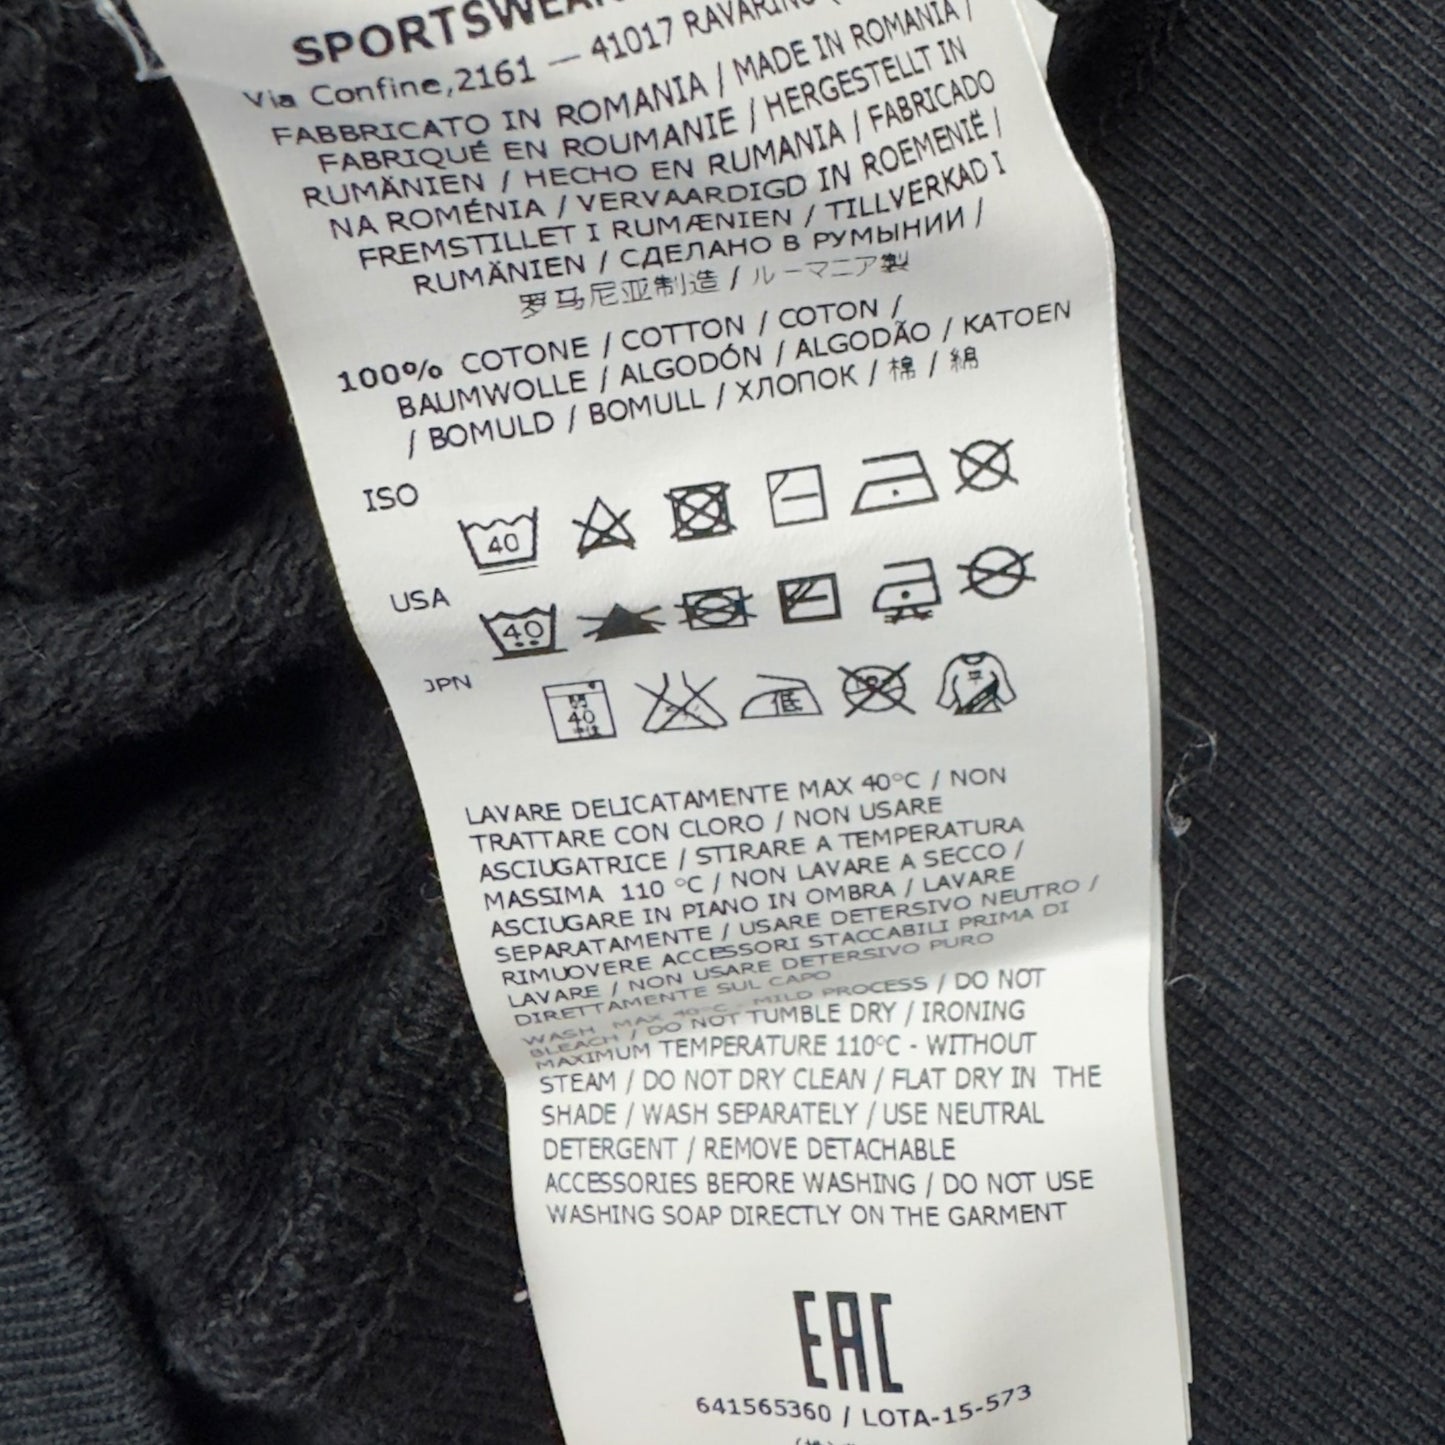 SPORTSWEAR
Via Confine,2161 — 41017 RAVARINO
FABBRICATO IN ROMANIA / MADE IN ROMANIA /
FABRIQUÉ EN ROUMANIE / HERGESTELLT IN
RUMÄNIEN / HECHO EN RUMANIA / FABRICADO
NA ROMÉNIA / VERVAARDIGD IN ROEMENIË /
FREMSTILLET I RUMÆNIEN / TILLVERKAD I
RUMÄNIEN / СДЕЛАНО В РУМЫНИИ /
罗马尼亚制造 / ルーマニア製
100% COTONE / COTTON / COTON /
BAUMWOLLE / ALGODÓN / ALGODÃO / KATOEN
/ BOMULD / BOMULL / ХЛОПОК / 棉 / 綿
ISO
40
USA
40
JPN
40
低
平
LAVARE DELICATAMENTE MAX 40°C / NON
TRATTARE CON CLORO / NON USARE
ASCIUGATRICE / STIRARE A TEMPERATURA
MASSIMA 110 °C / NON LAVARE A SECCO /
ASCIUGARE IN PIANO IN OMBRA / LAVARE
SEPARATAMENTE / USARE DETERSIVO NEUTRO /
RIMUOVERE ACCESSORI STACCABILI PRIMA DI
LAVARE / NON USARE DETERSIVO PURO
DIRETTAMENTE SUL CAPO
WASH MAX 40°C - MILD PROCESS / DO NOT
BLEACH / DO NOT TUMBLE DRY / IRONING
MAXIMUM TEMPERATURE 110°C - WITHOUT
STEAM / DO NOT DRY CLEAN / FLAT DRY IN THE
SHADE / WASH SEPARATELY / USE NEUTRAL
DETERGENT / REMOVE DETACHABLE
ACCESSORIES BEFORE WASHING / DO NOT USE
WASHING SOAP DIRECTLY ON THE GARMENT
EAC
641565360 / LOTA-15-573